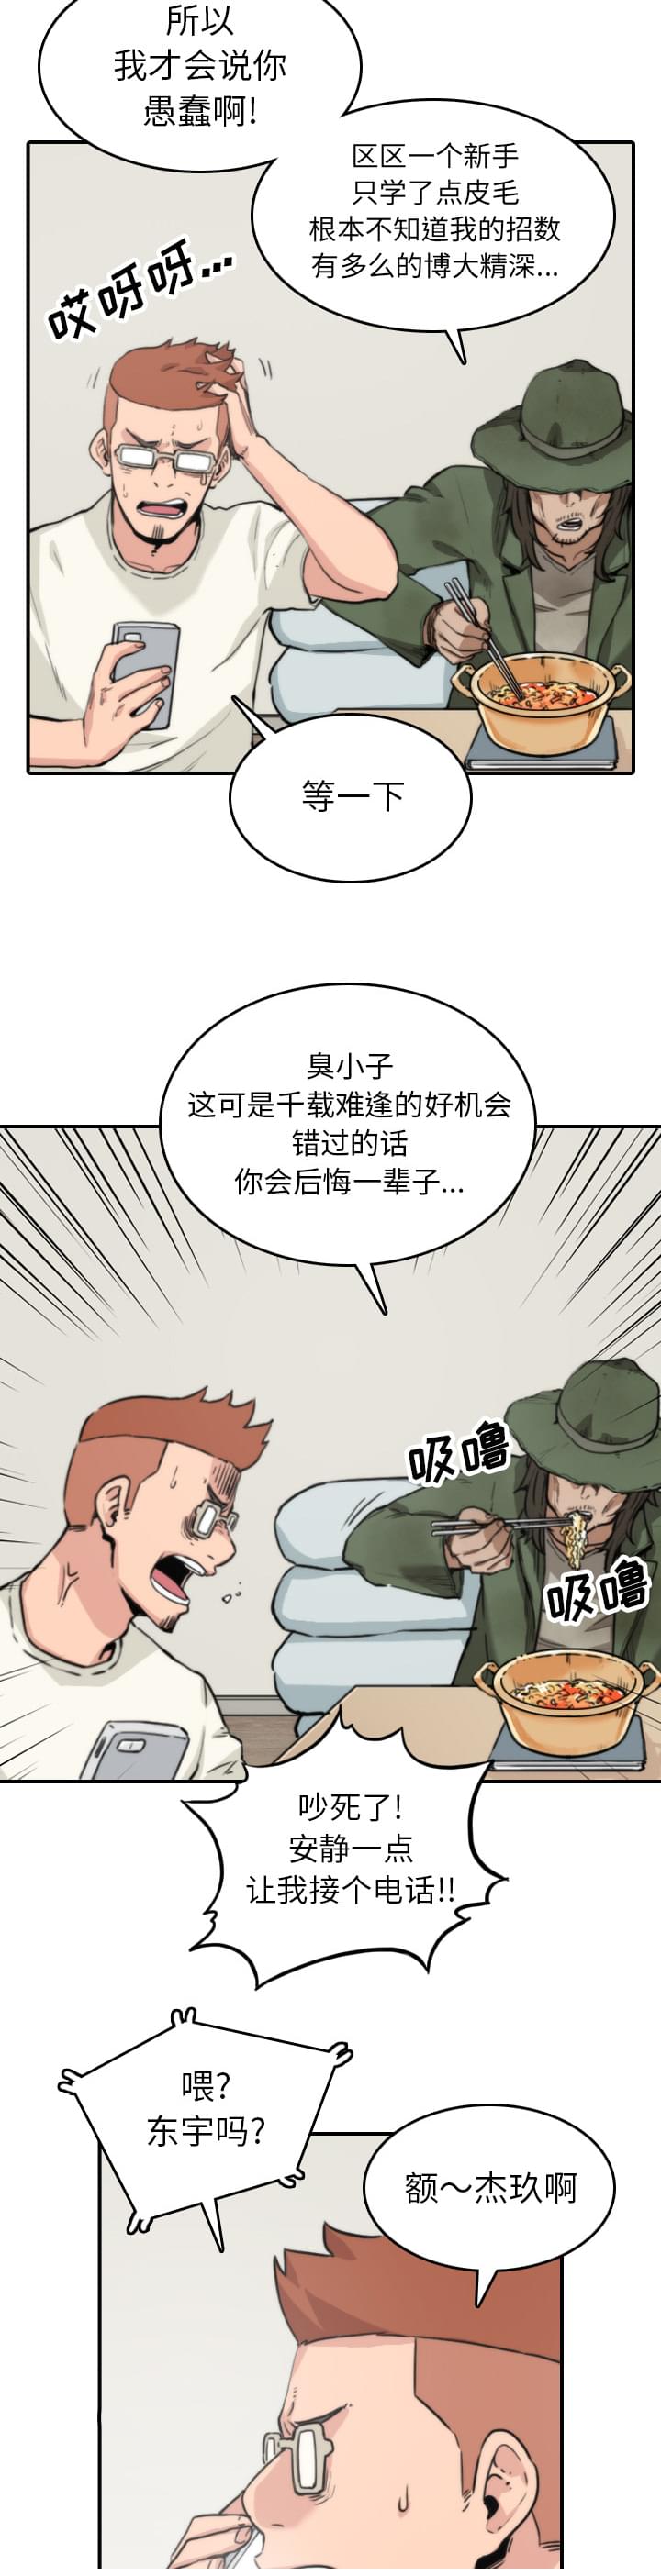 所以
我才会说你
愚蠢啊!
区区一个新手
只学了点皮毛
根本不知道我的招数
有多么的博大精深...
哎呀呀...
等一下
臭小子
这可是千载难逢的好机会
错过的话
你会后悔一辈子...
吸噜
吸噜
吵死了!
安静一点
让我接个电话!!
喂?
东宇吗?
额～杰玖啊